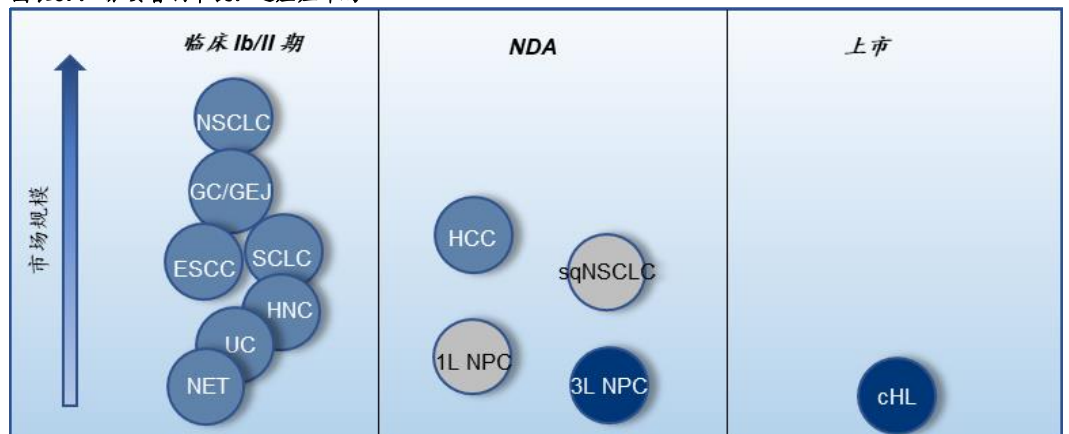 临床 Ib/II 期
NDA
上市
市场规模
NSCLC
GC/GEJ
ESCC
SCLC
HNC
UC
NET
HCC
sqNSCLC
1L NPC
3L NPC
cHL